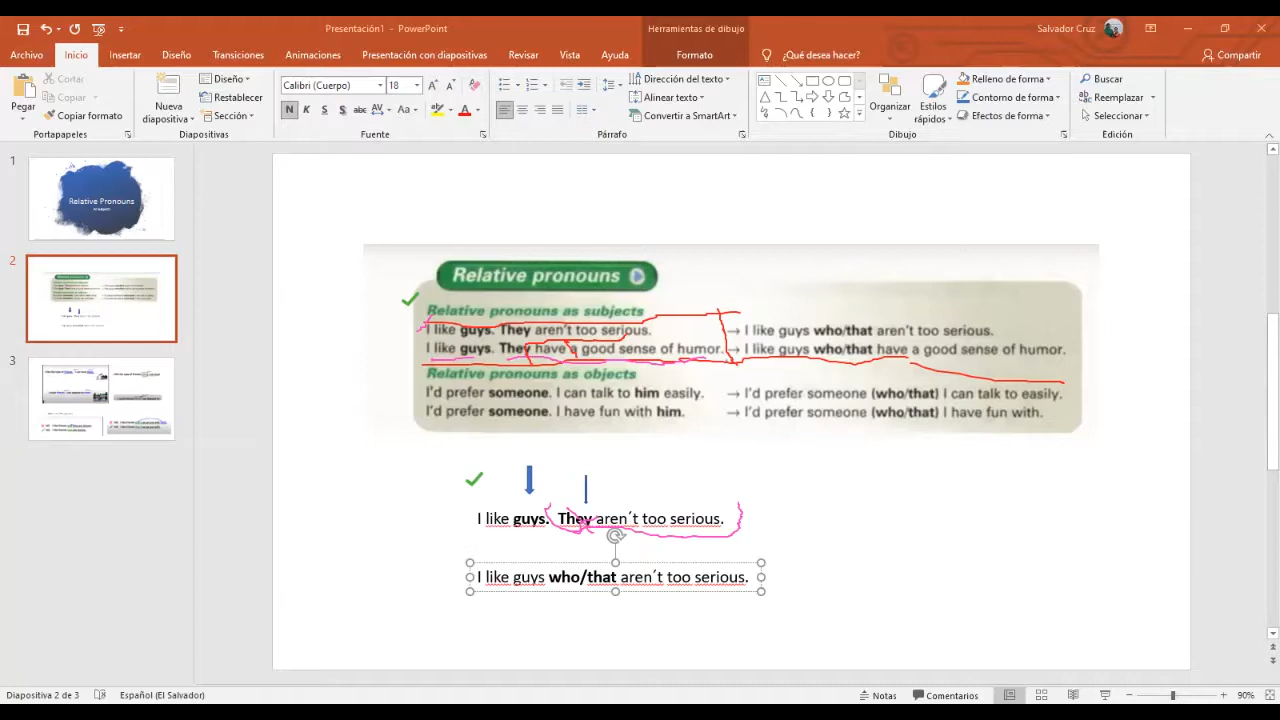 Presentación1 - PowerPoint
Herramientas de dibujo
Salvador Cruz
Archivo Inicio Insertar Diseño Transiciones Animaciones Presentación con diapositivas Revisar Vista Ayuda Formato ¿Qué desea hacer? Compartir
Pegar
Cortar
Copiar
Copiar formato
Portapapeles
Nueva diapositiva
Diseño
Restablecer
Sección
Diapositivas
Calibri (Cuerpo) 18
N K S S abc AV Aa A
Fuente
Dirección del texto
Alinear texto
Convertir a SmartArt
Párrafo
Organizar
Estilos rápidos
Relleno de forma
Contorno de forma
Efectos de forma
Dibujo
Buscar
Reemplazar
Seleccionar
Edición
1
Relative Pronouns
2
3
Relative pronouns
Relative pronouns as subjects
I like guys. They aren't too serious. → I like guys who/that aren't too serious.
I like guys. They have a good sense of humor. → I like guys who/that have a good sense of humor.
Relative pronouns as objects
I'd prefer someone. I can talk to him easily. → I'd prefer someone (who/that) I can talk to easily.
I'd prefer someone. I have fun with him. → I'd prefer someone (who/that) I have fun with.
I like guys. They aren´t too serious.
I like guys who/that aren´t too serious.
Diapositiva 2 de 3 Español (El Salvador) Notas Comentarios 90%